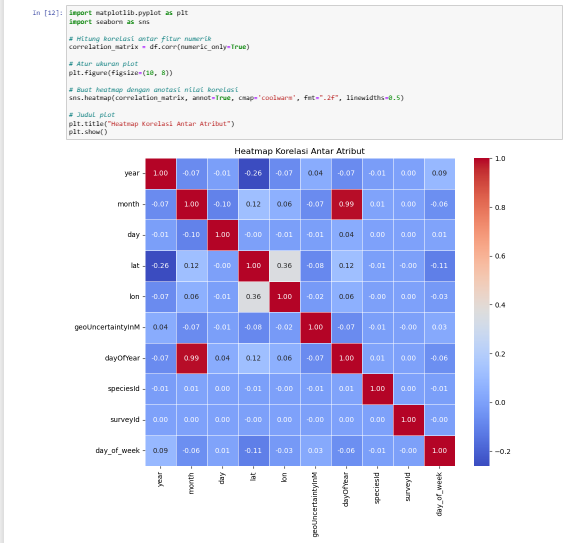 In [12]: import matplotlib.pyplot as plt
import seaborn as sns
# Hitung korelasi antar fitur numerik
correlation_matrix = df.corr(numeric_only=True)
# Atur ukuran plot
plt.figure(figsize=(10, 8))
# Buat heatmap dengan anotasi nilai korelasi
sns.heatmap(correlation_matrix, annot=True, cmap='coolwarm', fmt=".2f", linewidths=0.5)
# Judul plot
plt.title("Heatmap Korelasi Antar Atribut")
plt.show()
Heatmap Korelasi Antar Atribut
year 1.00 -0.07 -0.01 -0.26 -0.07 0.04 -0.07 -0.01 0.00 0.09
month -0.07 1.00 -0.10 0.12 0.06 -0.07 0.99 0.01 0.00 -0.06
day -0.01 -0.10 1.00 -0.00 -0.01 -0.01 0.04 0.00 0.00 0.01
lat -0.26 0.12 -0.00 1.00 0.36 -0.08 0.12 -0.01 -0.00 -0.11
lon -0.07 0.06 -0.01 0.36 1.00 -0.02 0.06 -0.00 -0.00 -0.03
geoUncertaintyInM 0.04 -0.07 -0.01 -0.08 -0.02 1.00 -0.07 -0.01 -0.00 0.03
dayOfYear -0.07 0.99 0.04 0.12 0.06 -0.07 1.00 0.01 0.00 -0.06
speciesId -0.01 0.01 0.00 -0.01 -0.00 -0.01 0.01 1.00 0.00 -0.01
surveyId 0.00 0.00 0.00 -0.00 -0.00 -0.00 0.00 0.00 1.00 -0.00
day_of_week 0.09 -0.06 0.01 -0.11 -0.03 0.03 -0.06 -0.01 -0.00 1.00
year month day lat lon geoUncertaintyInM dayOfYear speciesId surveyId day_of_week
1.0
0.8
0.6
0.4
0.2
0.0
−0.2